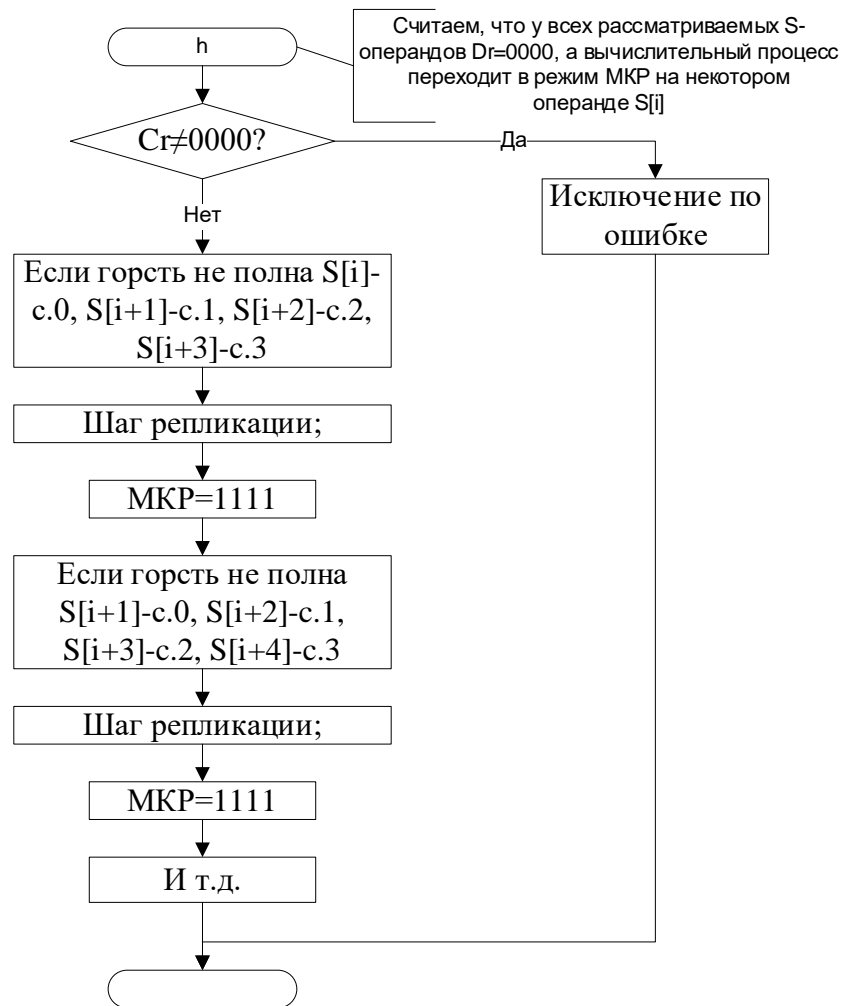 h
Считаем, что у всех рассматриваемых S-
операндов Dr=0000, а вычислительный процесс
переходит в режим МКР на некотором
операнде S[i]
Cr≠0000?
Да
Нет
Исключение по
ошибке
Если горсть не полна S[i]-
с.0, S[i+1]-с.1, S[i+2]-с.2,
S[i+3]-с.3
Шаг репликации;
МКР=1111
Если горсть не полна
S[i+1]-с.0, S[i+2]-с.1,
S[i+3]-с.2, S[i+4]-с.3
Шаг репликации;
МКР=1111
И т.д.